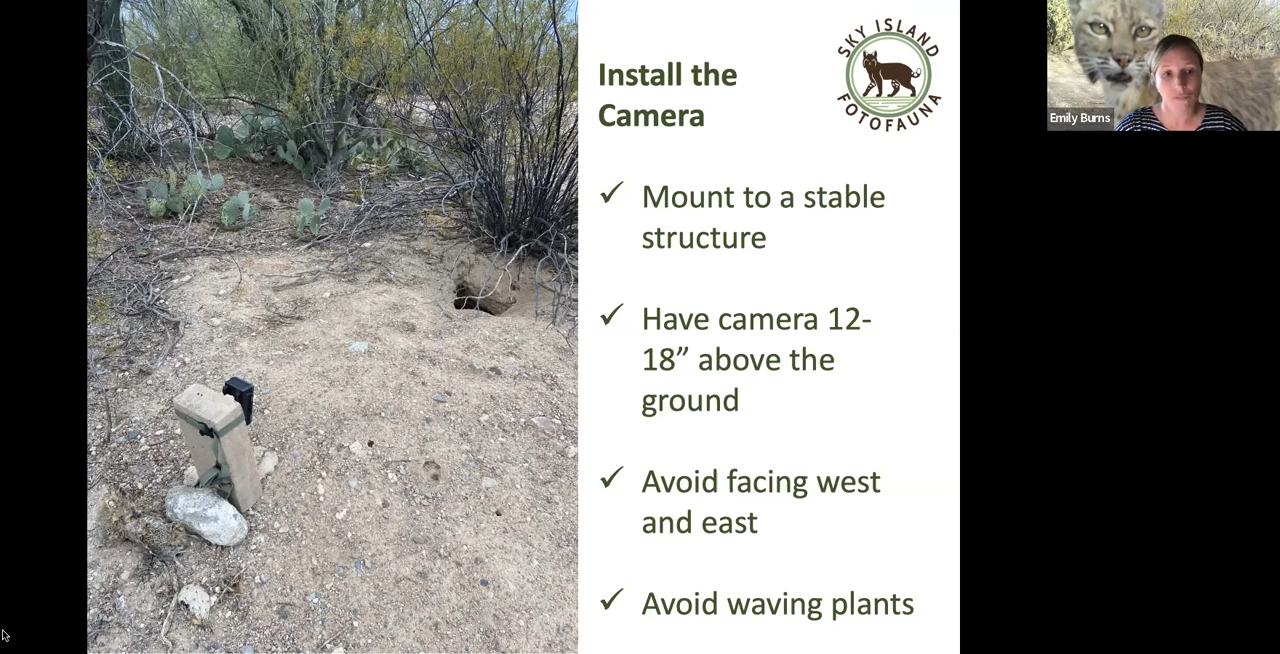 Install the
Camera
SKY ISLAND
FOTOFAUNA
✓ Mount to a stable
structure
✓ Have camera 12-
18” above the
ground
✓ Avoid facing west
and east
✓ Avoid waving plants
Emily Burns